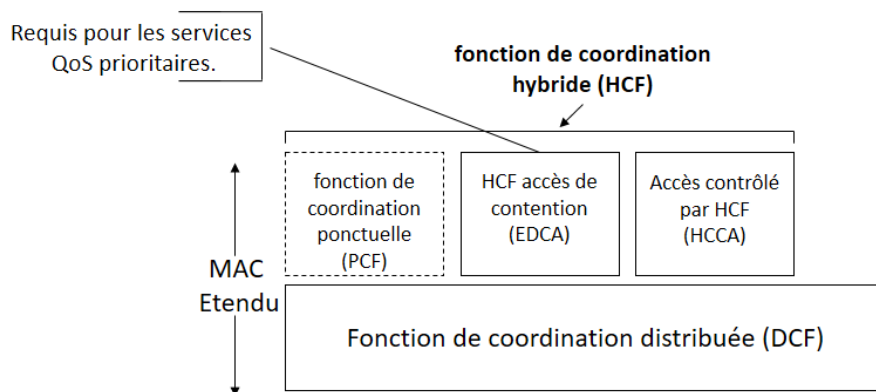 Requis pour les services
QoS prioritaires.
fonction de coordination
hybride (HCF)
fonction de
coordination
ponctuelle
(PCF)
HCF accès de
contention
(EDCA)
Accès contrôlé
par HCF
(HCCA)
MAC
Etendu
Fonction de coordination distribuée (DCF)